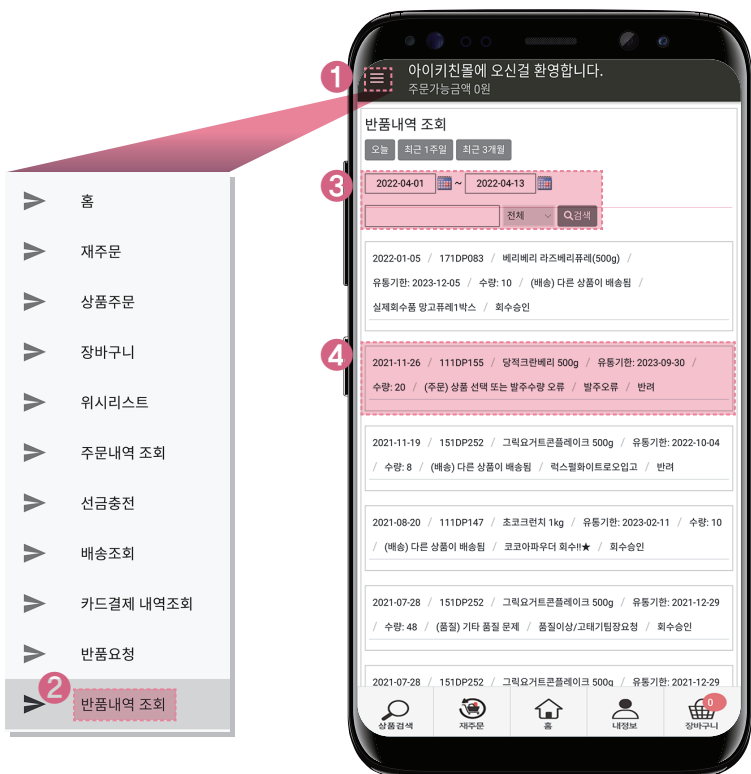 1
아이키친몰에 오신걸 환영합니다.
주문가능금액 0원
반품내역 조회
오늘
최근 1주일
최근 3개월
3
2022-04-01 ~ 2022-04-13
전체
검색
2022-01-05 / 171DP083 / 베리베리 라즈베리퓨레(500g) /
유통기한: 2023-12-05 / 수량: 10 / (배송) 다른 상품이 배송됨 /
실제회수품 망고퓨레1박스 / 회수승인
4
2021-11-26 / 111DP155 / 당적크란베리 500g / 유통기한: 2023-09-30 /
수량: 20 / (주문) 상품 선택 또는 발주수량 오류 / 발주오류 / 반려
2021-11-19 / 151DP252 / 그릭요거트콘플레이크 500g / 유통기한: 2022-10-04
/ 수량: 8 / (배송) 다른 상품이 배송됨 / 럭스펄화이트로오입고 / 반려
2021-08-20 / 111DP147 / 초코크런치 1kg / 유통기한: 2023-02-11 / 수량: 10
/ (배송) 다른 상품이 배송됨 / 코코아파우더 회수!!★ / 회수승인
2021-07-28 / 151DP252 / 그릭요거트콘플레이크 500g / 유통기한: 2021-12-29
/ 수량: 48 / (품질) 기타 품질 문제 / 품질이상/고태기팀장요청 / 회수승인
2021-07-28 / 151DP252 / 그릭요거트콘플레이크 500g / 유통기한: 2021-12-29
상품검색
재주문
홈
내정보
0
장바구니
홈
재주문
상품주문
장바구니
위시리스트
주문내역 조회
선금충전
배송조회
카드결제 내역조회
반품요청
2
반품내역 조회